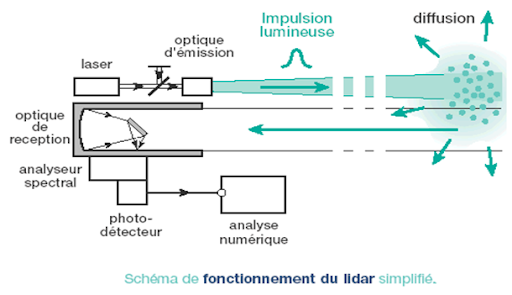 Impulsion
lumineuse
diffusion
optique
d'émission
laser
optique
de
reception
analyseur
spectral
photo-
détecteur
analyse
numérique
Schéma de fonctionnement du lidar simplifié.